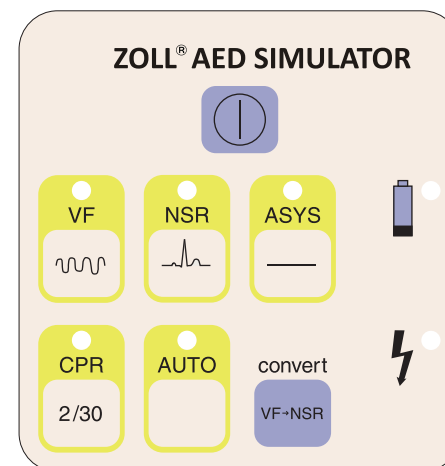 ZOLL® AED SIMULATOR
VF NSR ASYS
CPR AUTO convert
2/30 VF→NSR